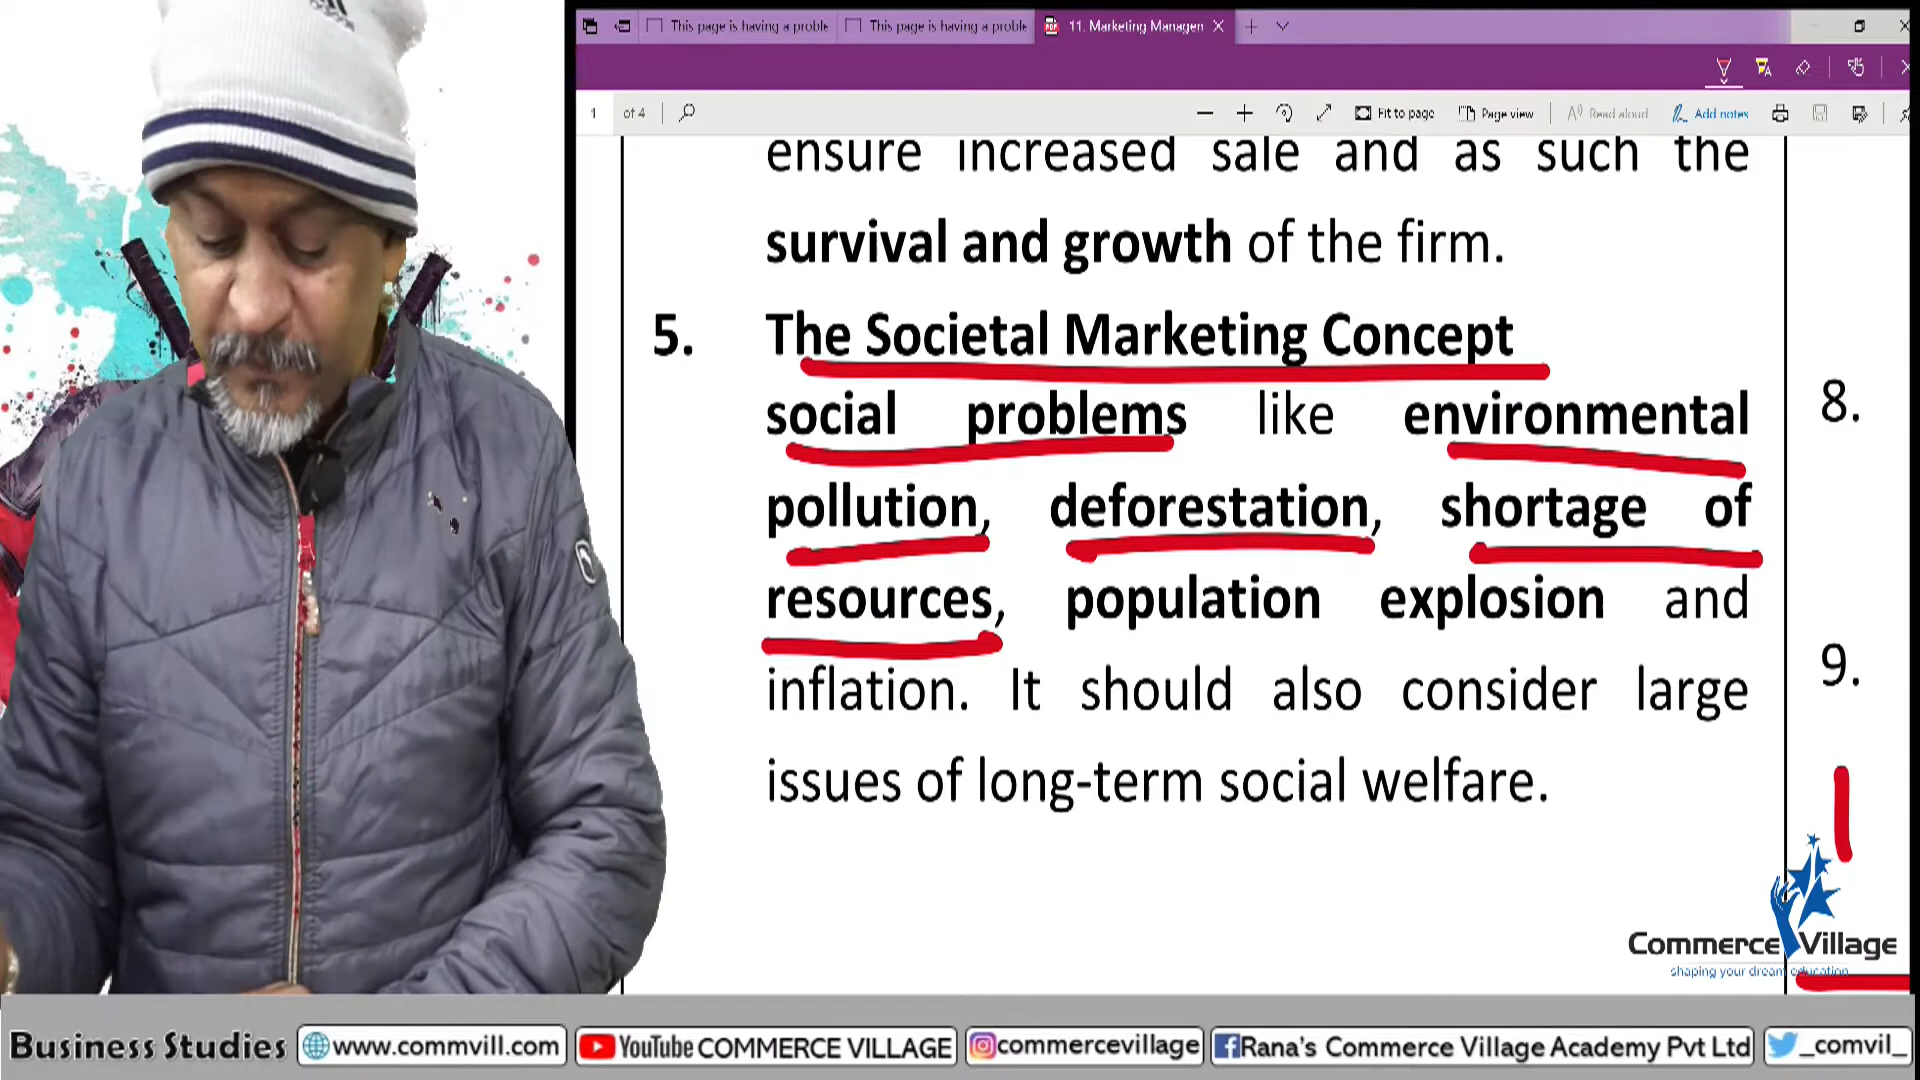 This page is having a proble
This page is having a proble
11. Marketing Managen
1 of 4
Fit to page
Page view
Read aloud
Add notes
ensure increased sale and as such the
survival and growth of the firm.
5. The Societal Marketing Concept
social problems like environmental
pollution, deforestation, shortage of
resources, population explosion and
inflation. It should also consider large
issues of long-term social welfare.
8.
9.
Commerce Village
shaping your dream education
Business Studies
www.commvill.com
YouTube COMMERCE VILLAGE
commercevillage
Rana's Commerce Village Academy Pvt Ltd
_comvil_